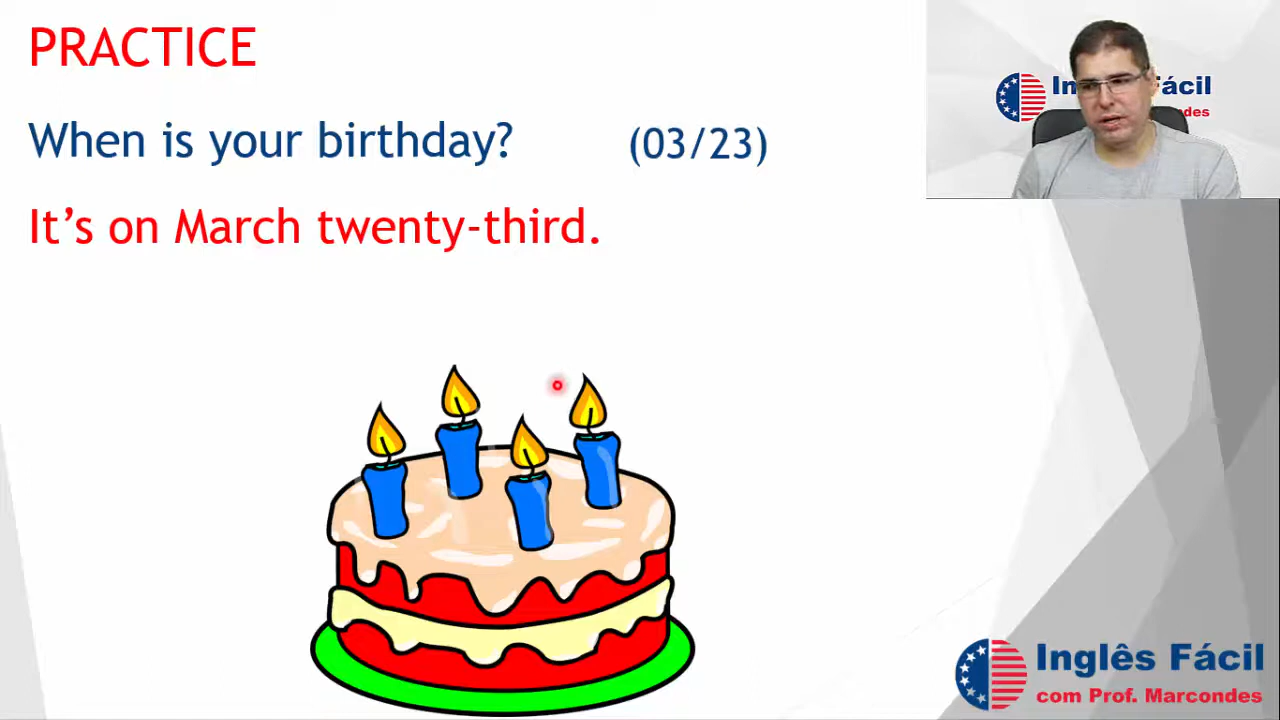 PRACTICE
When is your birthday? (03/23)
It's on March twenty-third.
Inglês Fácil
com Prof. Marcondes